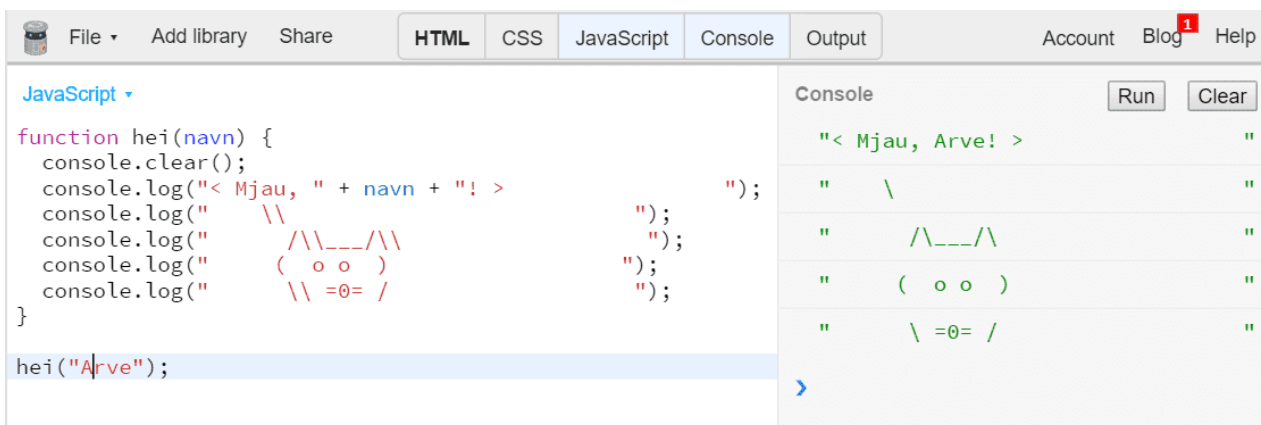 File ▾ Add library Share HTML CSS JavaScript Console Output Account Blog 1 Help
JavaScript ▾
function hei(navn) {
  console.clear();
  console.log("< Mjau, " + navn + "! >                 ");
  console.log("    \\                           ");
  console.log("      /\\___/\\                   ");
  console.log("     (  o o  )                  ");
  console.log("      \\ =0= /                   ");
}
hei("Arve");
Console Run Clear
"< Mjau, Arve! >                 "
"    \                           "
"      /\___/\                   "
"     (  o o  )                  "
"      \ =0= /                   "
❯